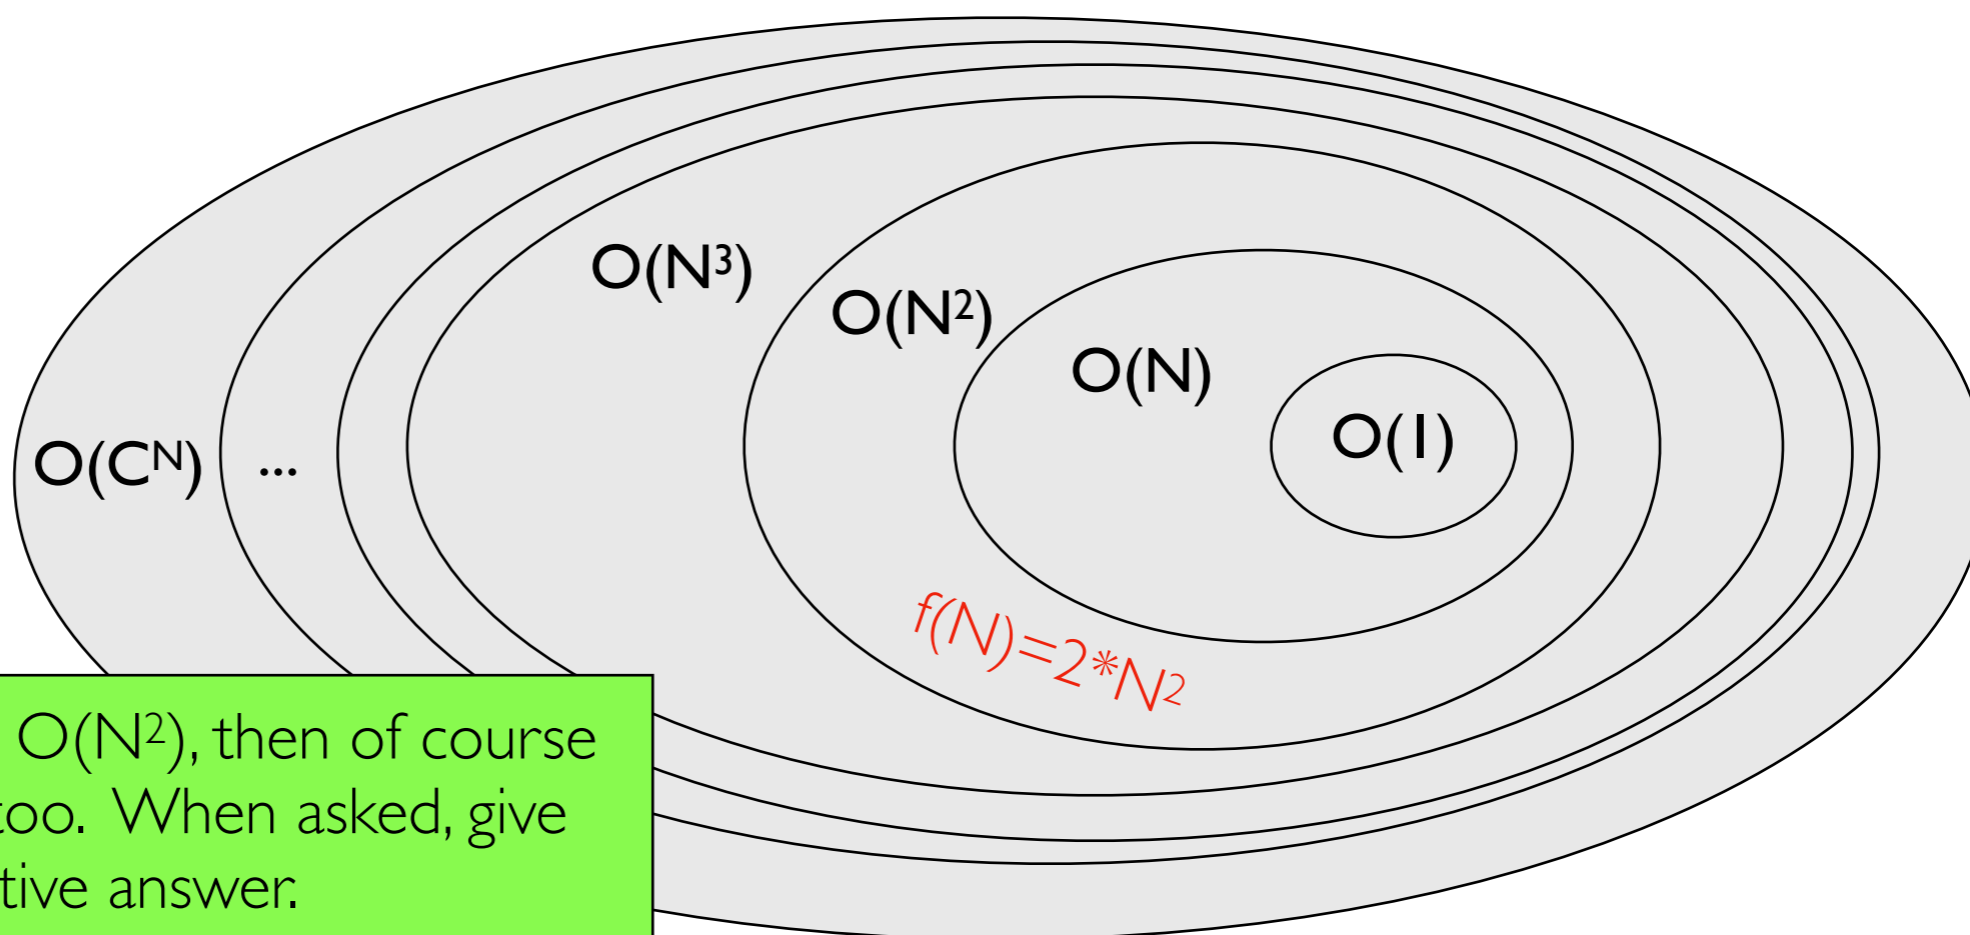 O(N³)
O(N²)
O(N)
O(1)
O(Cᴺ) ...
f(N)=2*N²
O(N²), then of course
too. When asked, give
tive answer.